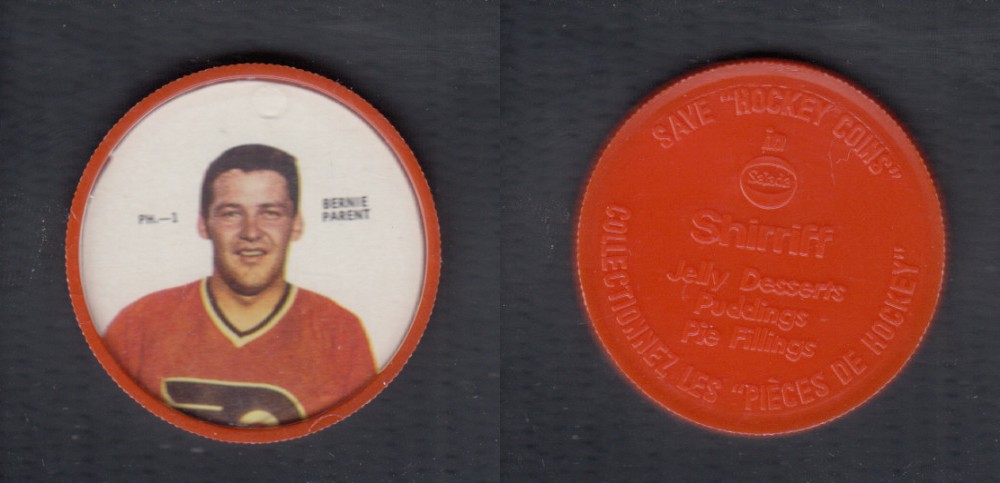 PH.—1
BERNIE
PARENT
SAVE "HOCKEY COINS"
in
Salada
Shirriff
Jelly Desserts
Puddings
Pie Fillings
COLLECTIONNEZ LES "PIÈCES DE HOCKEY"